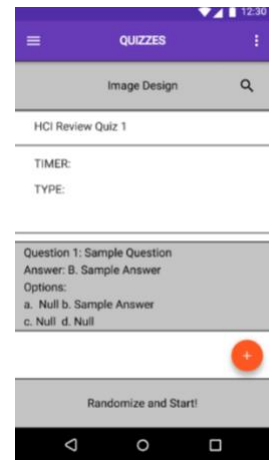 12:30
QUIZZES
Image Design
HCI Review Quiz 1
TIMER:
TYPE:
Question 1: Sample Question
Answer: B. Sample Answer
Options:
a. Null b. Sample Answer
c. Null d. Null
+
Randomize and Start!